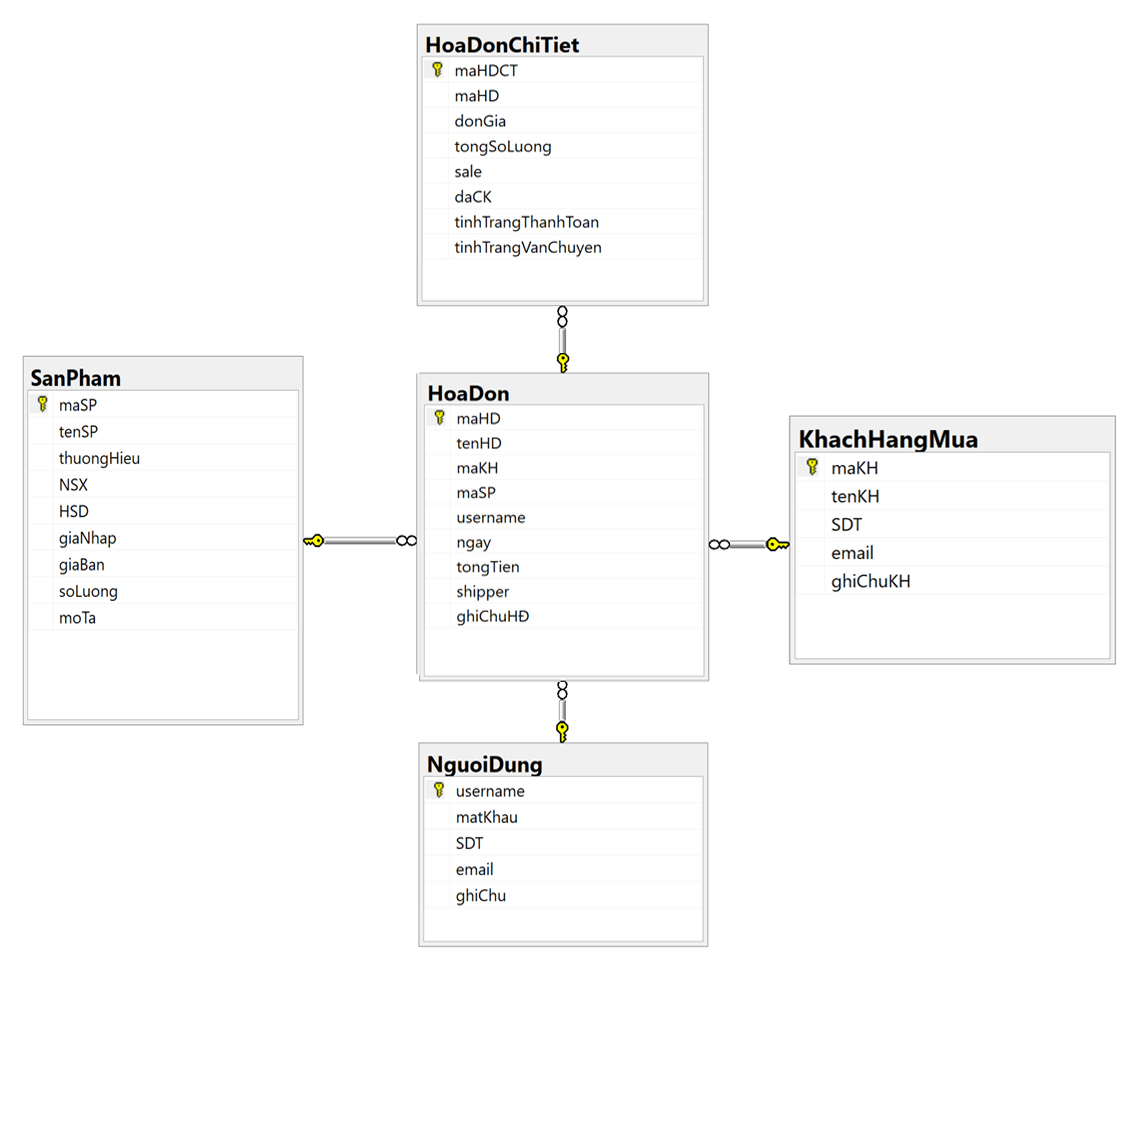 HoaDonChiTiet
maHDCT
maHD
donGia
tongSoLuong
sale
daCK
tinhTrangThanhToan
tinhTrangVanChuyen
SanPham
maSP
tenSP
thuongHieu
NSX
HSD
giaNhap
giaBan
soLuong
moTa
HoaDon
maHD
tenHD
maKH
maSP
username
ngay
tongTien
shipper
ghiChuHĐ
KhachHangMua
maKH
tenKH
SDT
email
ghiChuKH
NguoiDung
username
matKhau
SDT
email
ghiChu